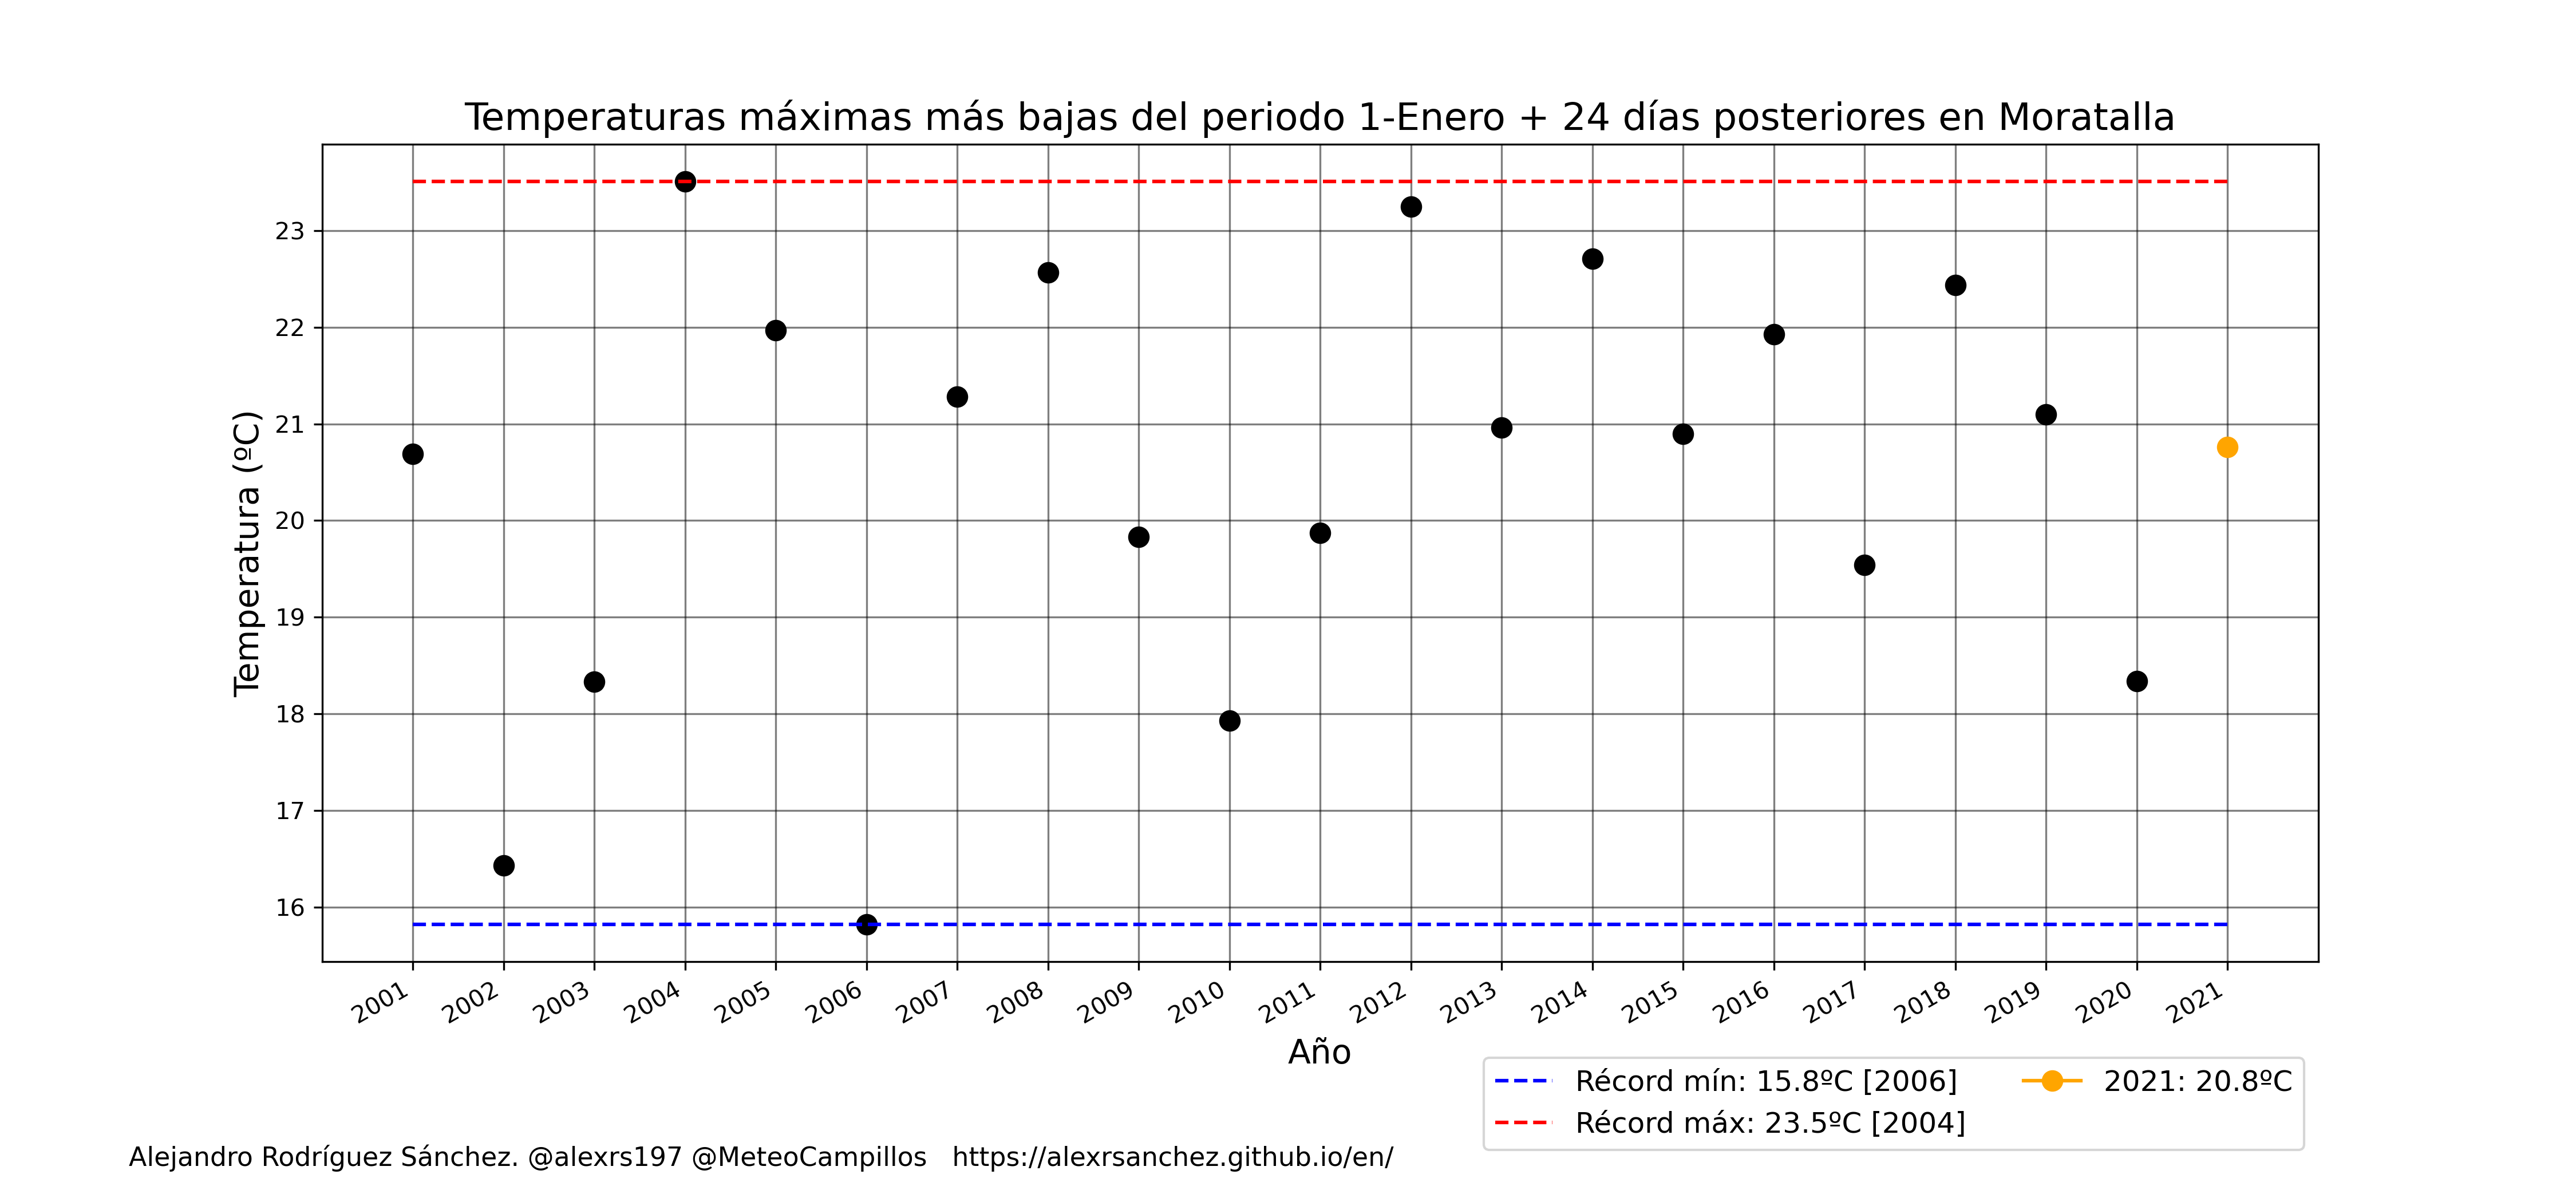 Temperaturas máximas más bajas del periodo 1-Enero + 24 días posteriores en Moratalla
Temperatura (ºC)
23
22
21
20
19
18
17
16
2001 2002 2003 2004 2005 2006 2007 2008 2009 2010 2011 2012 2013 2014 2015 2016 2017 2018 2019 2020 2021
Año
Récord mín: 15.8ºC [2006]
Récord máx: 23.5ºC [2004]
2021: 20.8ºC
Alejandro Rodríguez Sánchez. @alexrs197 @MeteoCampillos   https://alexrsanchez.github.io/en/